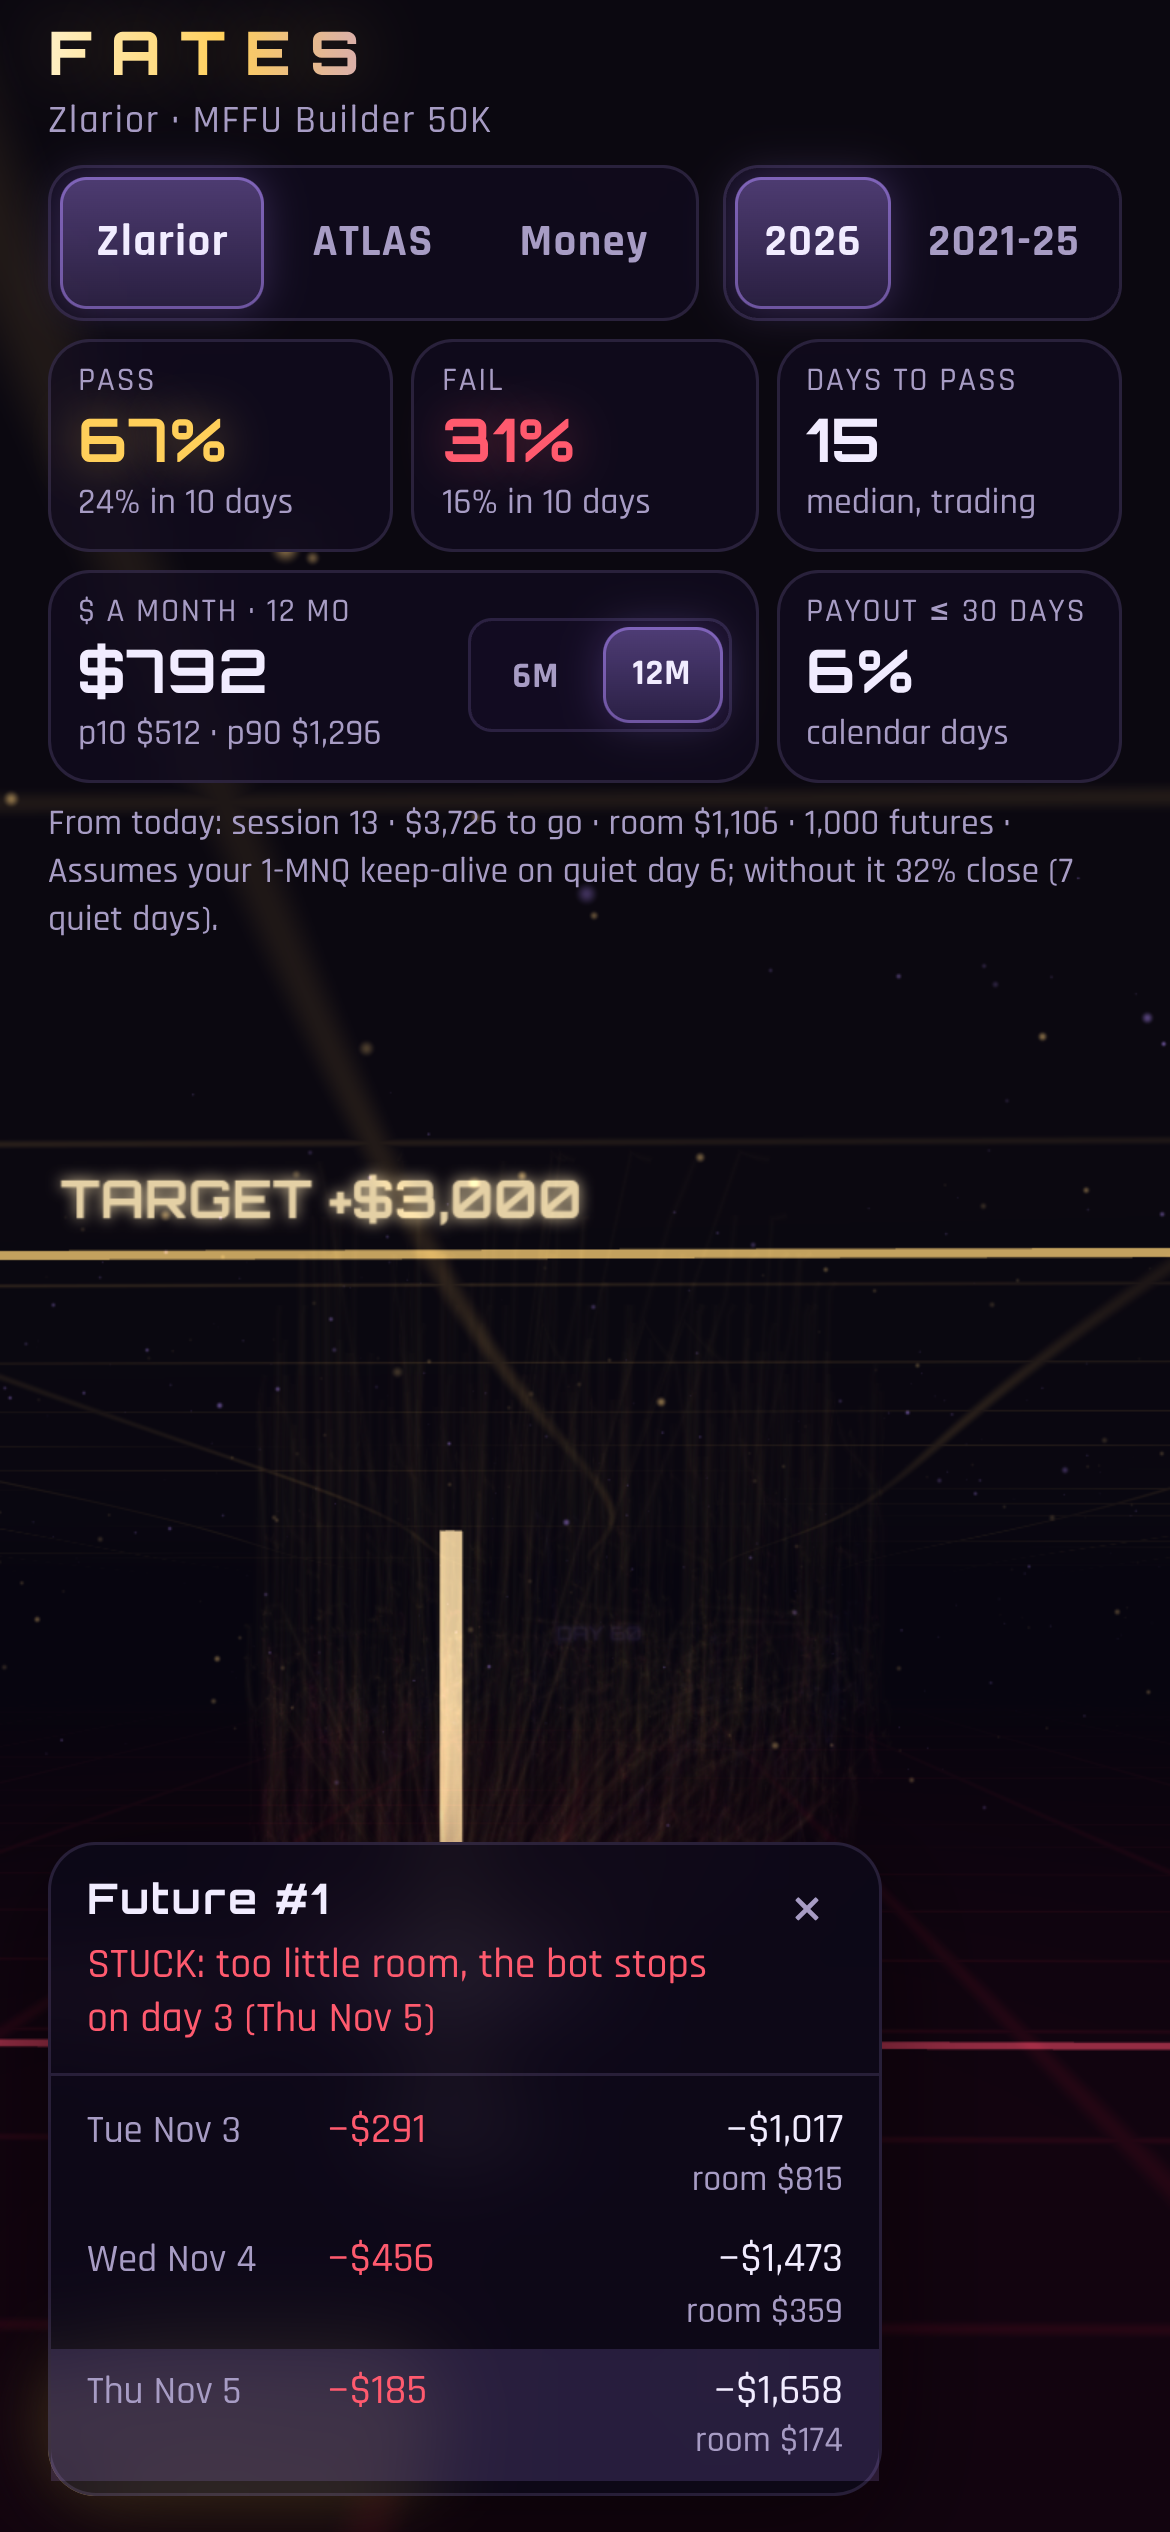 FATES
Zlarior · MFFU Builder 50K
Zlarior ATLAS Money 2026 2021-25
PASS FAIL DAYS TO PASS
67% 31% 15
24% in 10 days 16% in 10 days median, trading
$ A MONTH · 12 MO PAYOUT ≤ 30 DAYS
$792 6M 12M 6%
p10 $512 · p90 $1,296 calendar days
From today: session 13 · $3,726 to go · room $1,106 · 1,000 futures ·
Assumes your 1-MNQ keep-alive on quiet day 6; without it 32% close (7
quiet days).
TARGET +$3,000
Future #1 ×
STUCK: too little room, the bot stops
on day 3 (Thu Nov 5)
Tue Nov 3 −$291 −$1,017
room $815
Wed Nov 4 −$456 −$1,473
room $359
Thu Nov 5 −$185 −$1,658
room $174